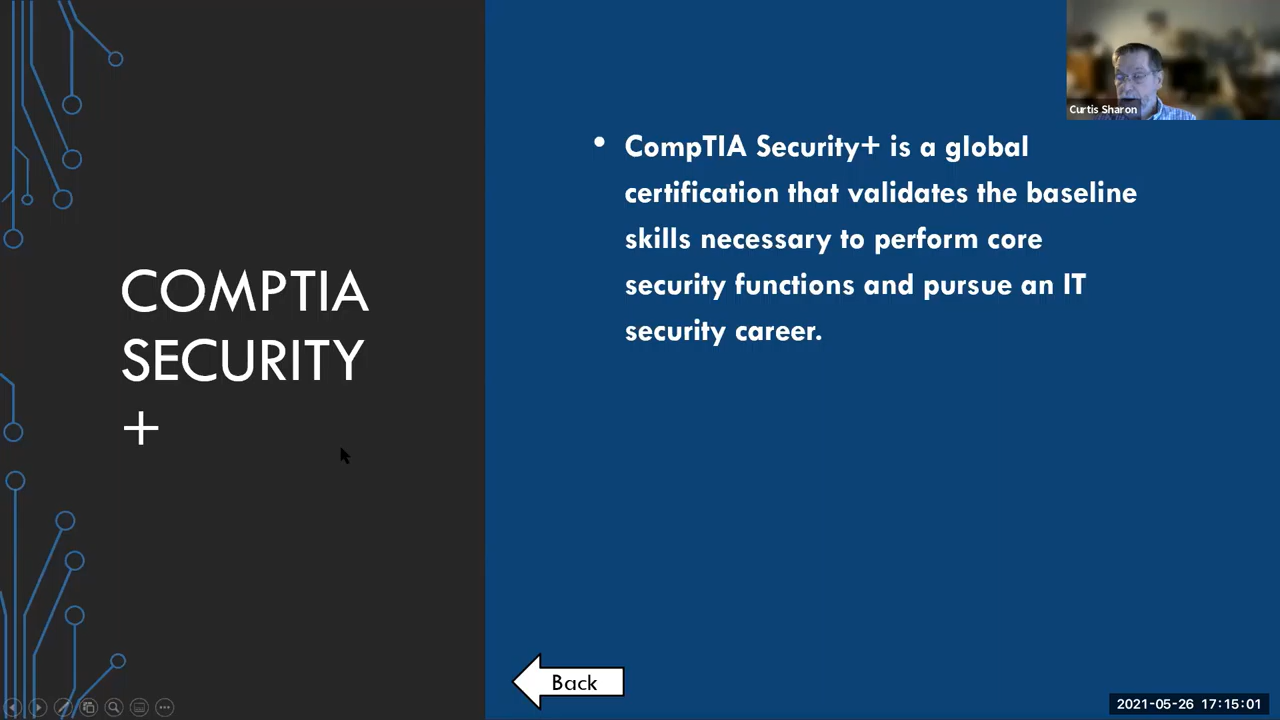 Curtis Sharon
COMPTIA
SECURITY
+
• CompTIA Security+ is a global
certification that validates the baseline
skills necessary to perform core
security functions and pursue an IT
security career.
Back
2021-05-26 17:15:01